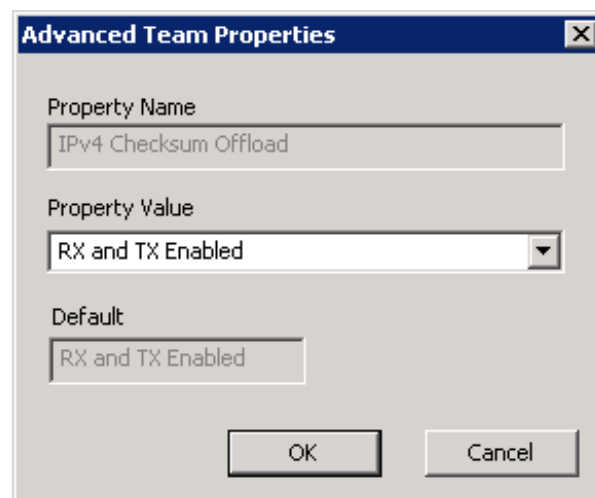 Advanced Team Properties
Property Name
IPv4 Checksum Offload
Property Value
RX and TX Enabled
Default
RX and TX Enabled
OK Cancel